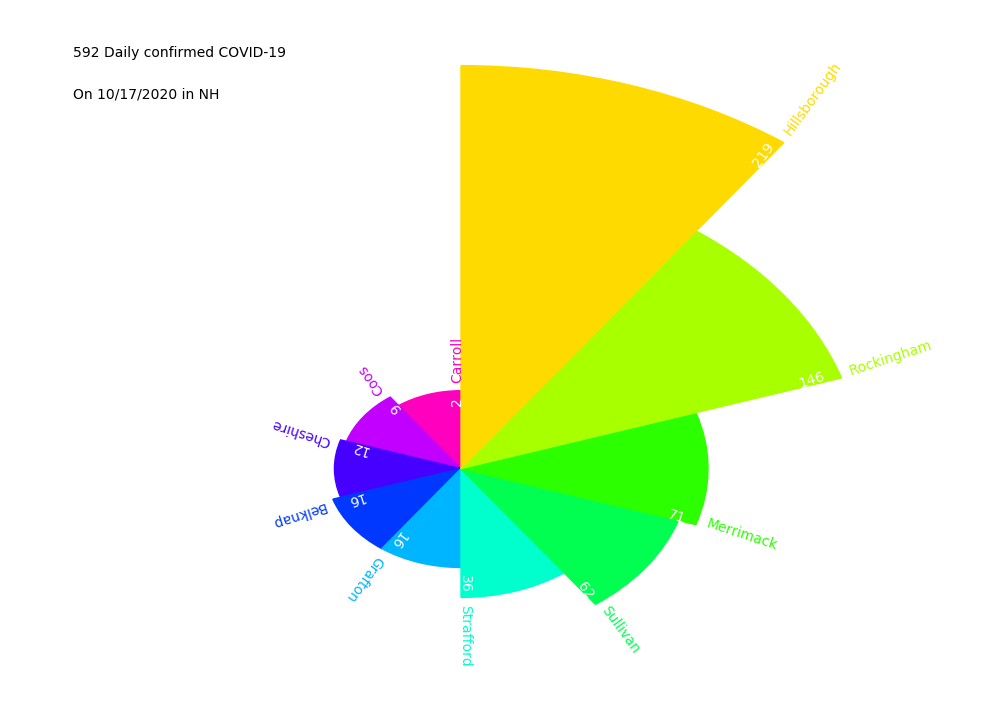 592 Daily confirmed COVID-19
On 10/17/2020 in NH
Hillsborough
219
Rockingham
146
Merrimack
71
Sullivan
62
Strafford
36
Grafton
16
Belknap
16
Cheshire
12
Coos
6
Carroll
2